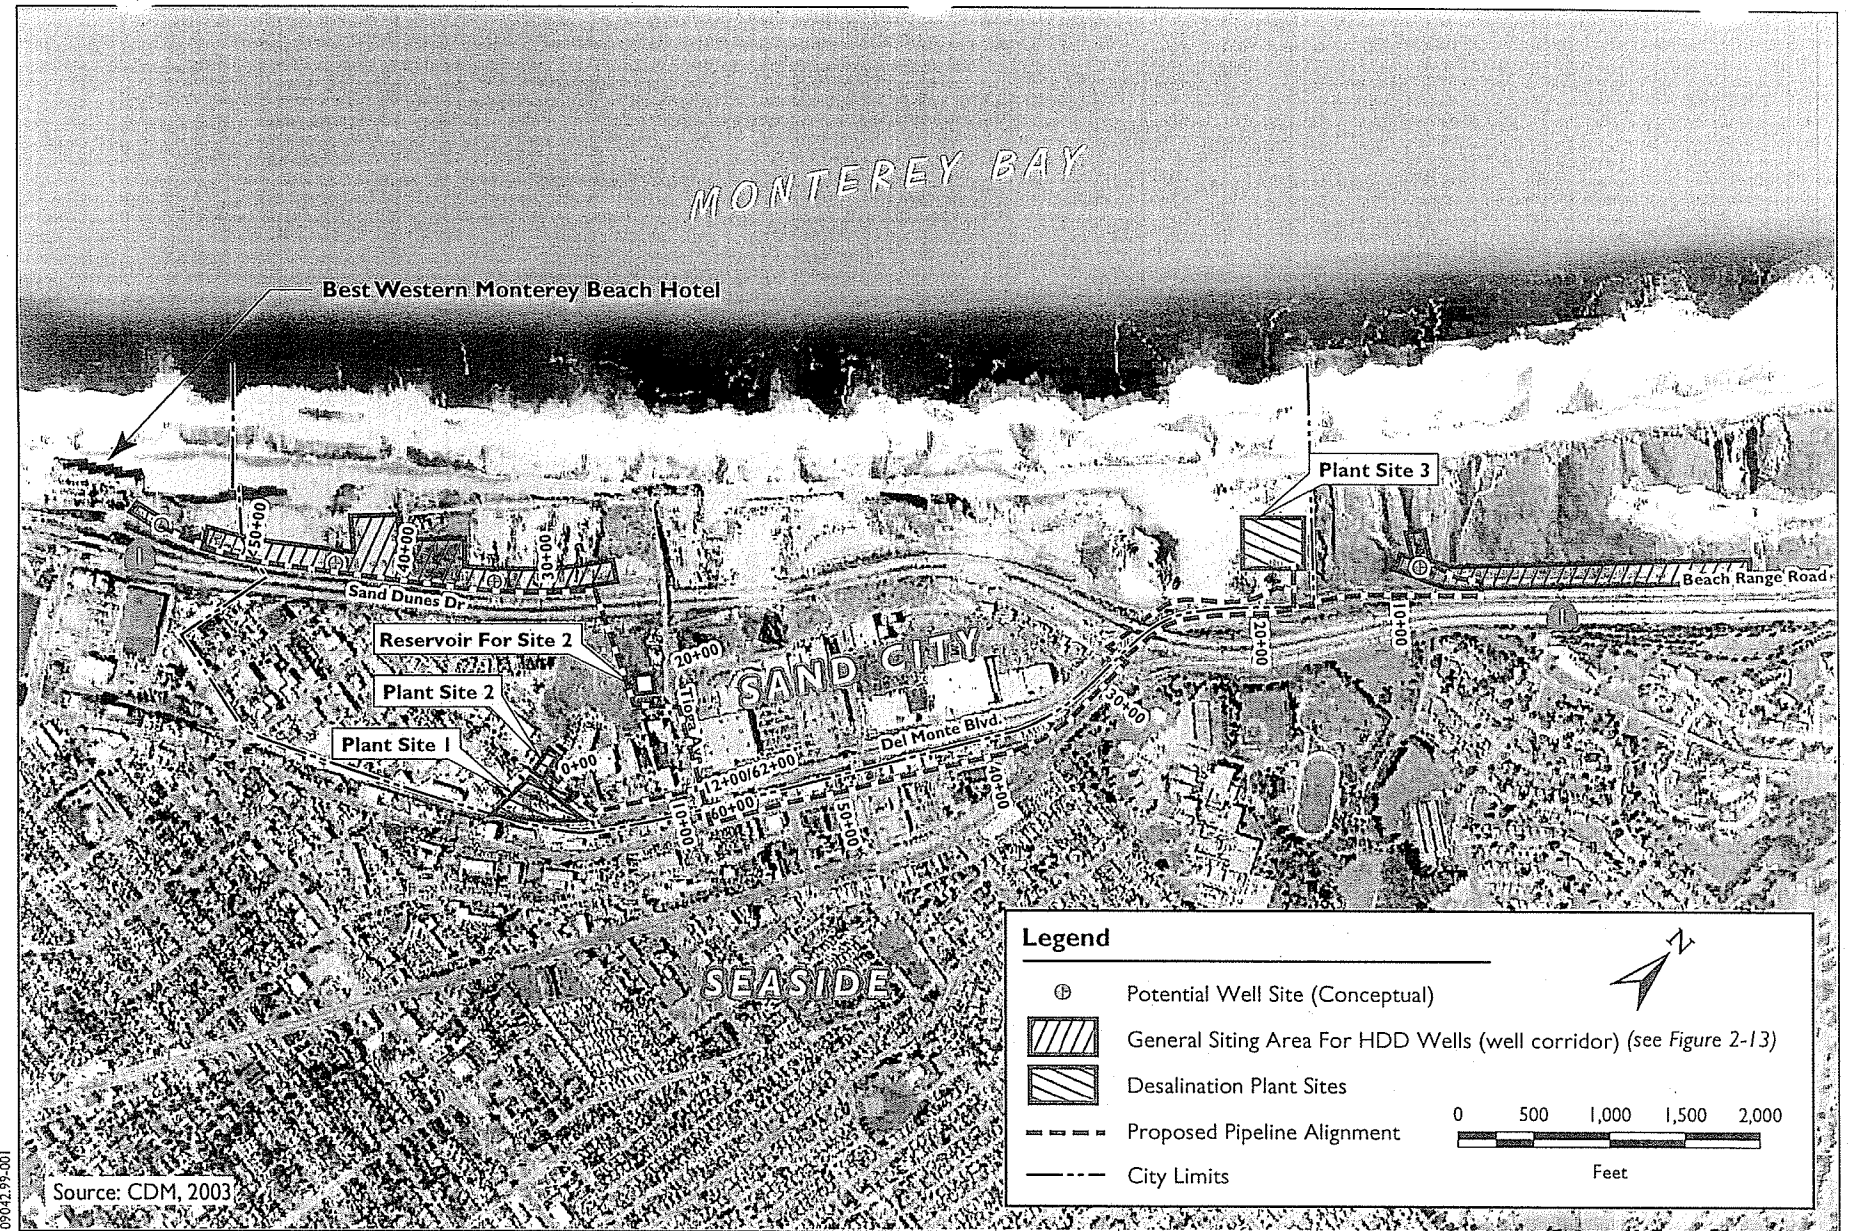 MONTEREY BAY
Best Western Monterey Beach Hotel
Plant Site 3
50+00
40+00
30+00
Sand Dunes Dr.
Beach Range Road
1
1
Reservoir For Site 2
20+00
20+00
10+00
SAND CITY
Plant Site 2
Tioga Av.
30+00
Plant Site 1
0+00
Del Monte Blvd.
12+00/62+00
60+00
10+00
50+00
40+00
SEASIDE
Legend
N
Potential Well Site (Conceptual)
General Siting Area For HDD Wells (well corridor) (see Figure 2-13)
Desalination Plant Sites
0 500 1,000 1,500 2,000
Feet
Proposed Pipeline Alignment
City Limits
Source: CDM, 2003
09042.99-001